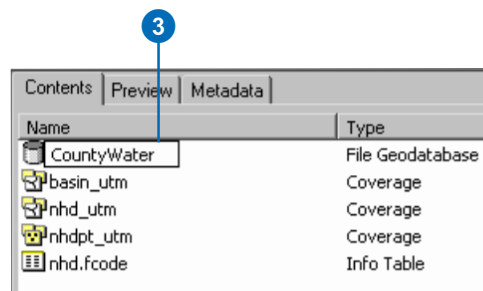 3
Contents Preview Metadata
Name Type
CountyWater File Geodatabase
basin_utm Coverage
nhd_utm Coverage
nhdpt_utm Coverage
nhd.fcode Info Table